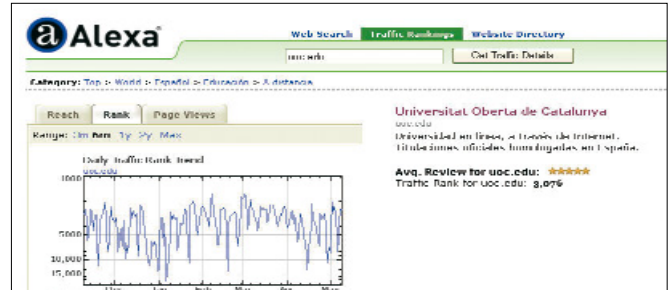 Alexa
Web Search Traffic Rankings Website Directory
uoc.edu Get Traffic Details
Category: Top > World > Español > Educación > A distancia
Reach Rank Page Views
Range: 3m 6m 1y 2y Max
Universitat Oberta de Catalunya
uoc.edu
Universidad en línea, a través de Internet.
Titulaciones oficiales homologadas en España.
Avg. Review for uoc.edu:
Traffic Rank for uoc.edu: 3,076
Daily Traffic Rank Trend
uoc.edu
1000
5000
10,000
15,000